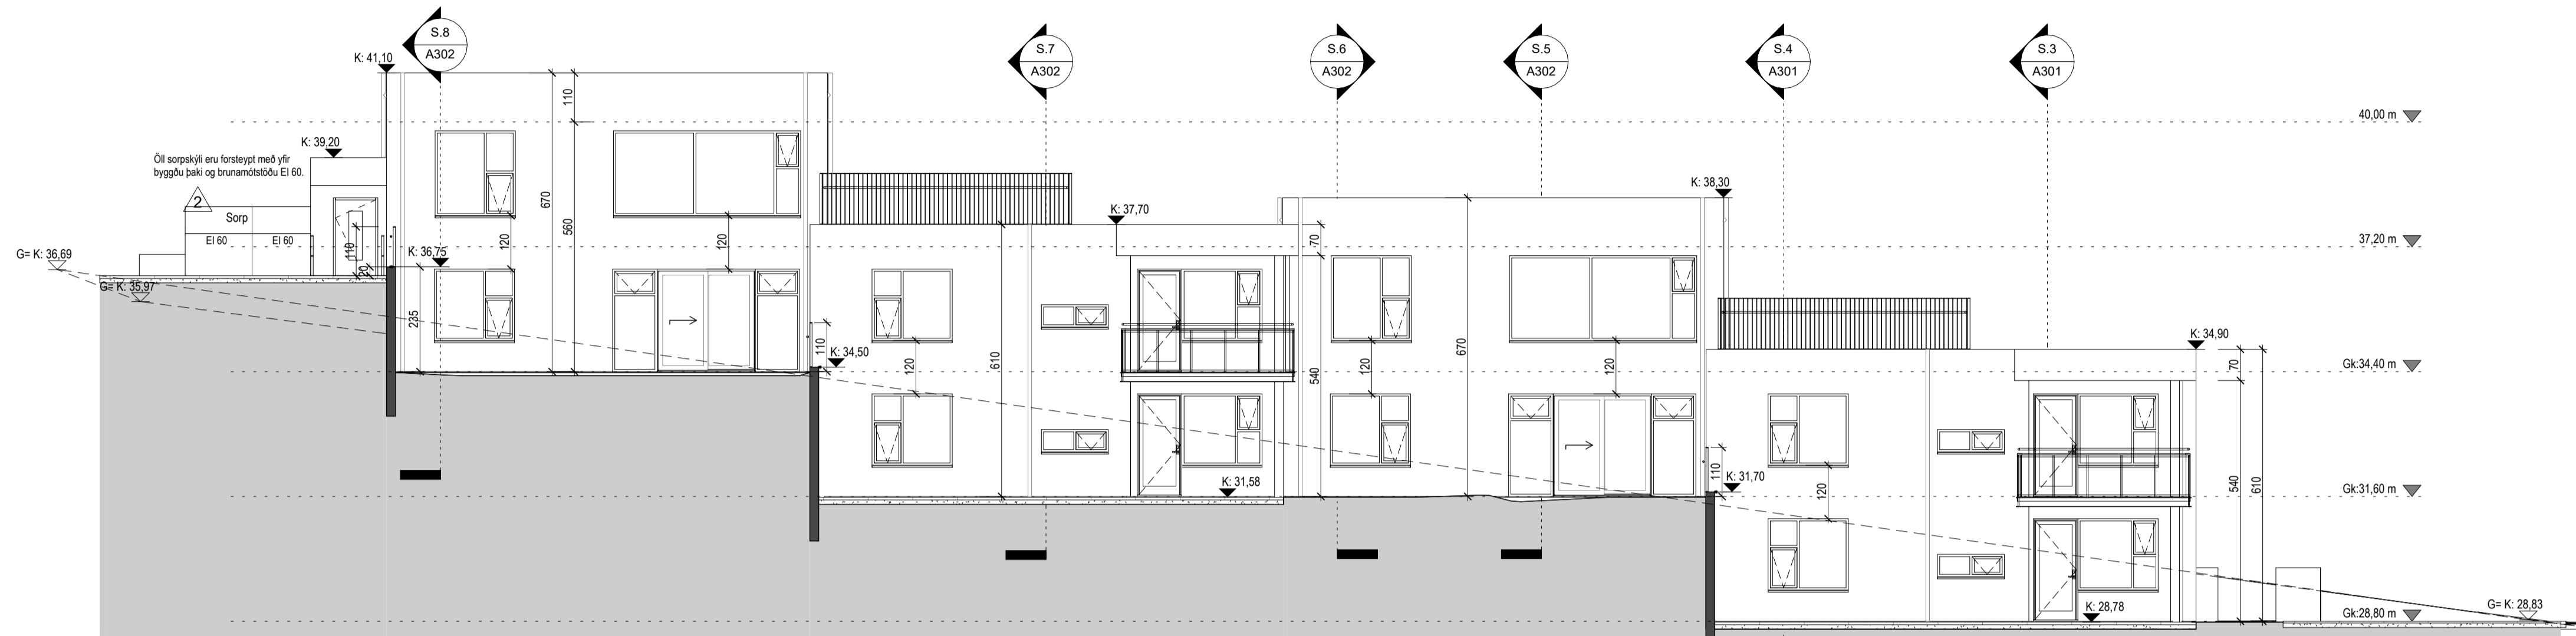 S.8
A302
S.7
A302
S.6
A302
S.5
A302
S.4
A301
S.3
A301
K: 41,10
110
40,00 m
K: 39,20
Öll sorpskýli eru forsteypt með yfir
byggðu þaki og brunamótstöðu EI 60.
2
Sorp
EI 60
EI 60
110
20
G= K: 36,69
G= K: 35,97
K: 36,75
235
120
670
560
120
K: 37,70
K: 38,30
70
37,20 m
110
K: 34,50
120
610
540
120
670
120
K: 34,90
70
Gk:34,40 m
K: 31,58
110
K: 31,70
120
540
610
Gk:31,60 m
K: 28,78
G= K: 28,83
Gk:28,80 m